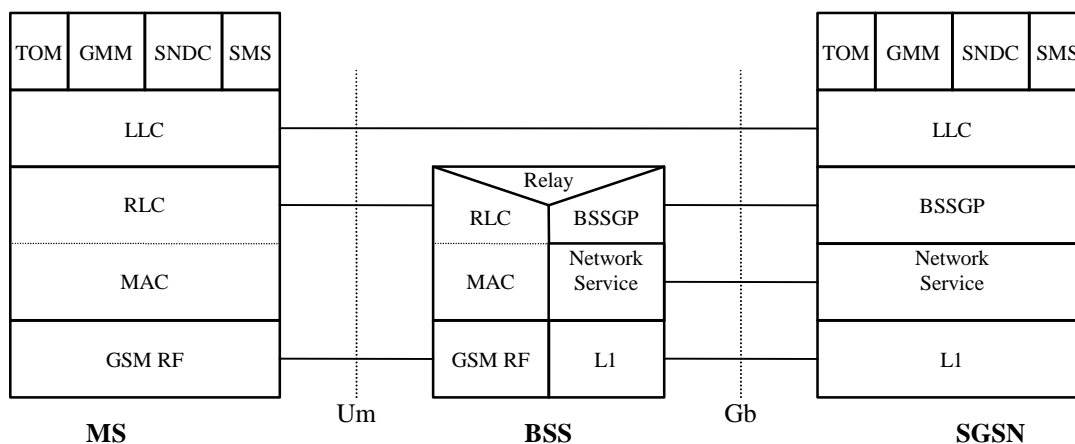 TOM GMM SNDC SMS TOM GMM SNDC SMS
LLC LLC
Relay
RLC RLC BSSGP BSSGP
MAC MAC Network Service Network Service
GSM RF GSM RF L1 L1
Um Gb
MS BSS SGSN